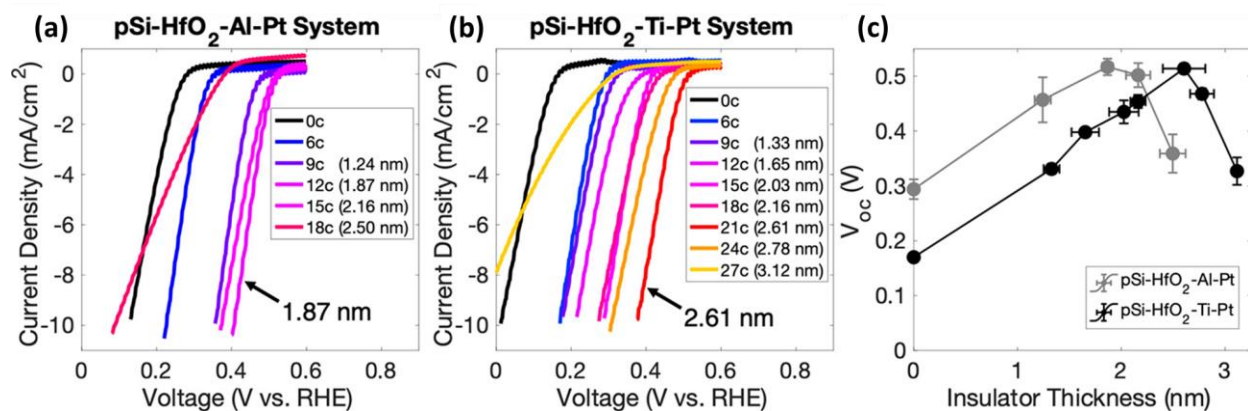 (a) pSi-HfO2-Al-Pt System
Current Density (mA/cm2)
0
-2
-4
-6
-8
-10
0c
6c
9c (1.24 nm)
12c (1.87 nm)
15c (2.16 nm)
18c (2.50 nm)
1.87 nm
0 0.2 0.4 0.6 0.8
Voltage (V vs. RHE)
(b) pSi-HfO2-Ti-Pt System
Current Density (mA/cm2)
0
-2
-4
-6
-8
-10
0c
6c
9c (1.33 nm)
12c (1.65 nm)
15c (2.03 nm)
18c (2.16 nm)
21c (2.61 nm)
24c (2.78 nm)
27c (3.12 nm)
2.61 nm
0 0.2 0.4 0.6 0.8
Voltage (V vs. RHE)
(c)
Voc (V)
0.5
0.4
0.3
0.2
0.1
0
pSi-HfO2-Al-Pt
pSi-HfO2-Ti-Pt
0 1 2 3
Insulator Thickness (nm)